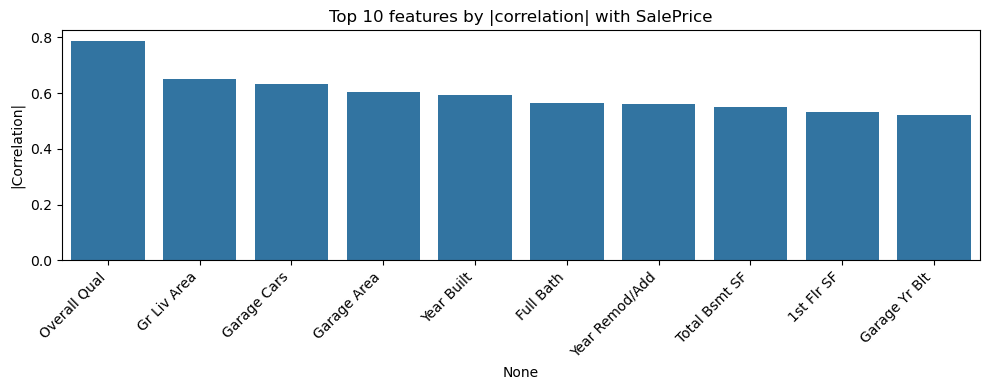 Top 10 features by |correlation| with SalePrice
|Correlation|
0.8
0.6
0.4
0.2
0.0
Overall Qual
Gr Liv Area
Garage Cars
Garage Area
Year Built
Full Bath
Year Remod/Add
Total Bsmt SF
1st Flr SF
Garage Yr Blt
None